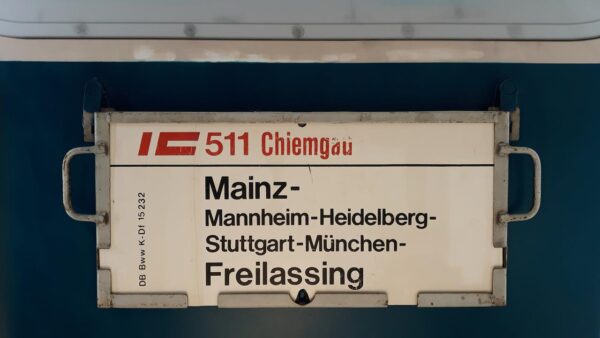 IC 511 Chiemgau
Mainz-
Mannheim-Heidelberg-
Stuttgart-München-
Freilassing
DB Bww K-Df 15 232